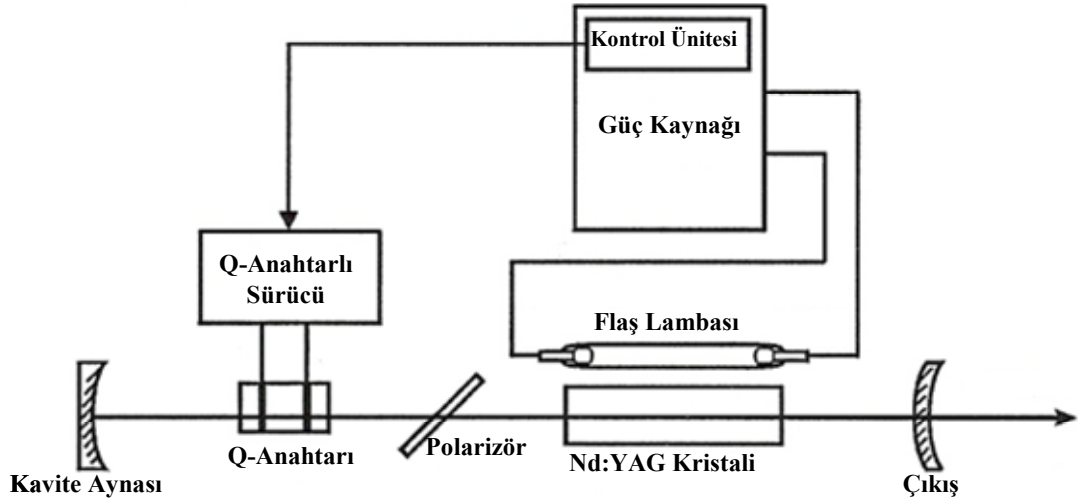 Kontrol Ünitesi
Güç Kaynağı
Q-Anahtarlı
Sürücü
Flaş Lambası
Polarizör
Q-Anahtarı
Nd:YAG Kristali
Kavite Aynası
Çıkış